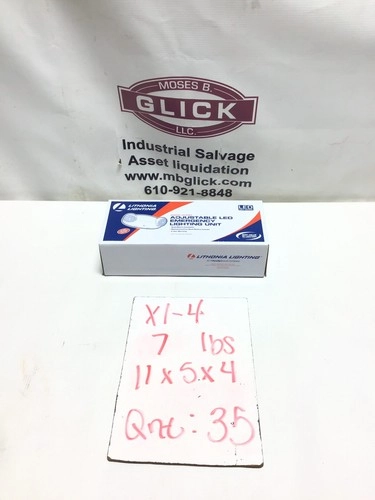 MOSES B.
GLICK
LLC.
Industrial Salvage
Asset liquidation
www.mbglick.com
610-921-8848
LITHONIA LIGHTING
LED
ADJUSTABLE LED
EMERGENCY
LIGHTING UNIT
LITHONIA LIGHTING
X1-4
7 lbs
11 x 5 x 4
Qnt: 35